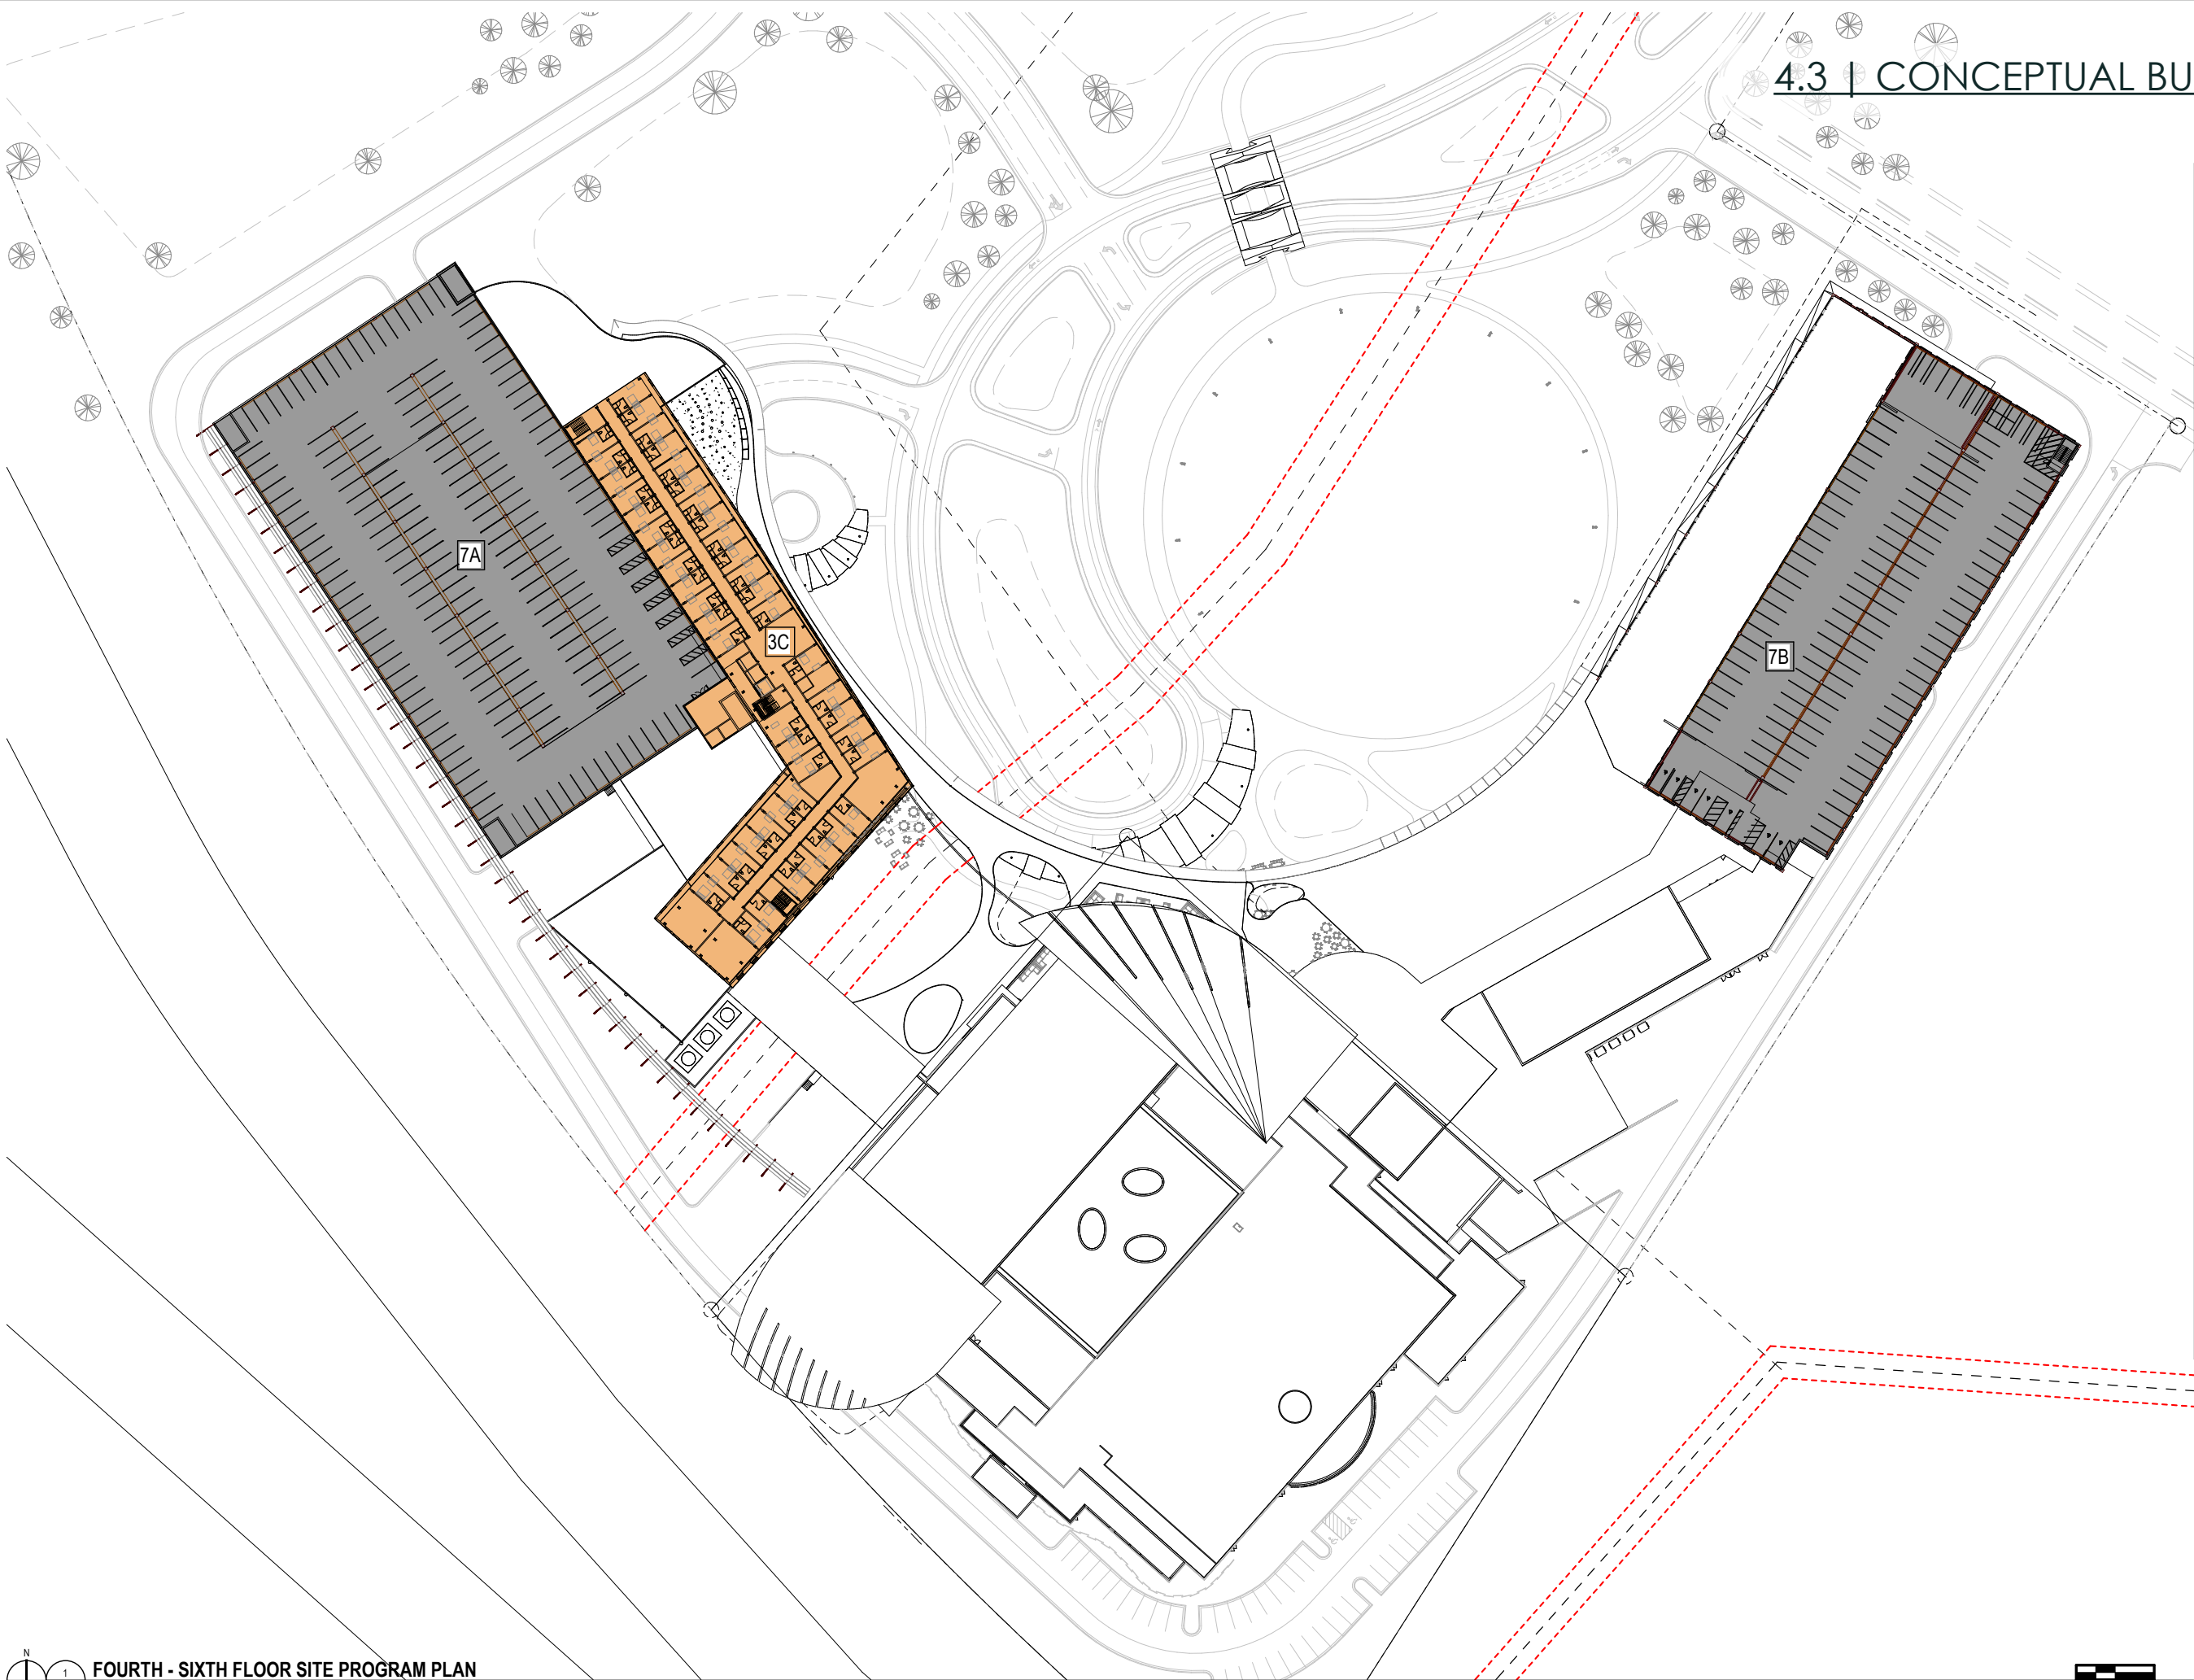 4.3 | CONCEPTUAL BU
7A
3C
7B
N
1
FOURTH - SIXTH FLOOR SITE PROGRAM PLAN